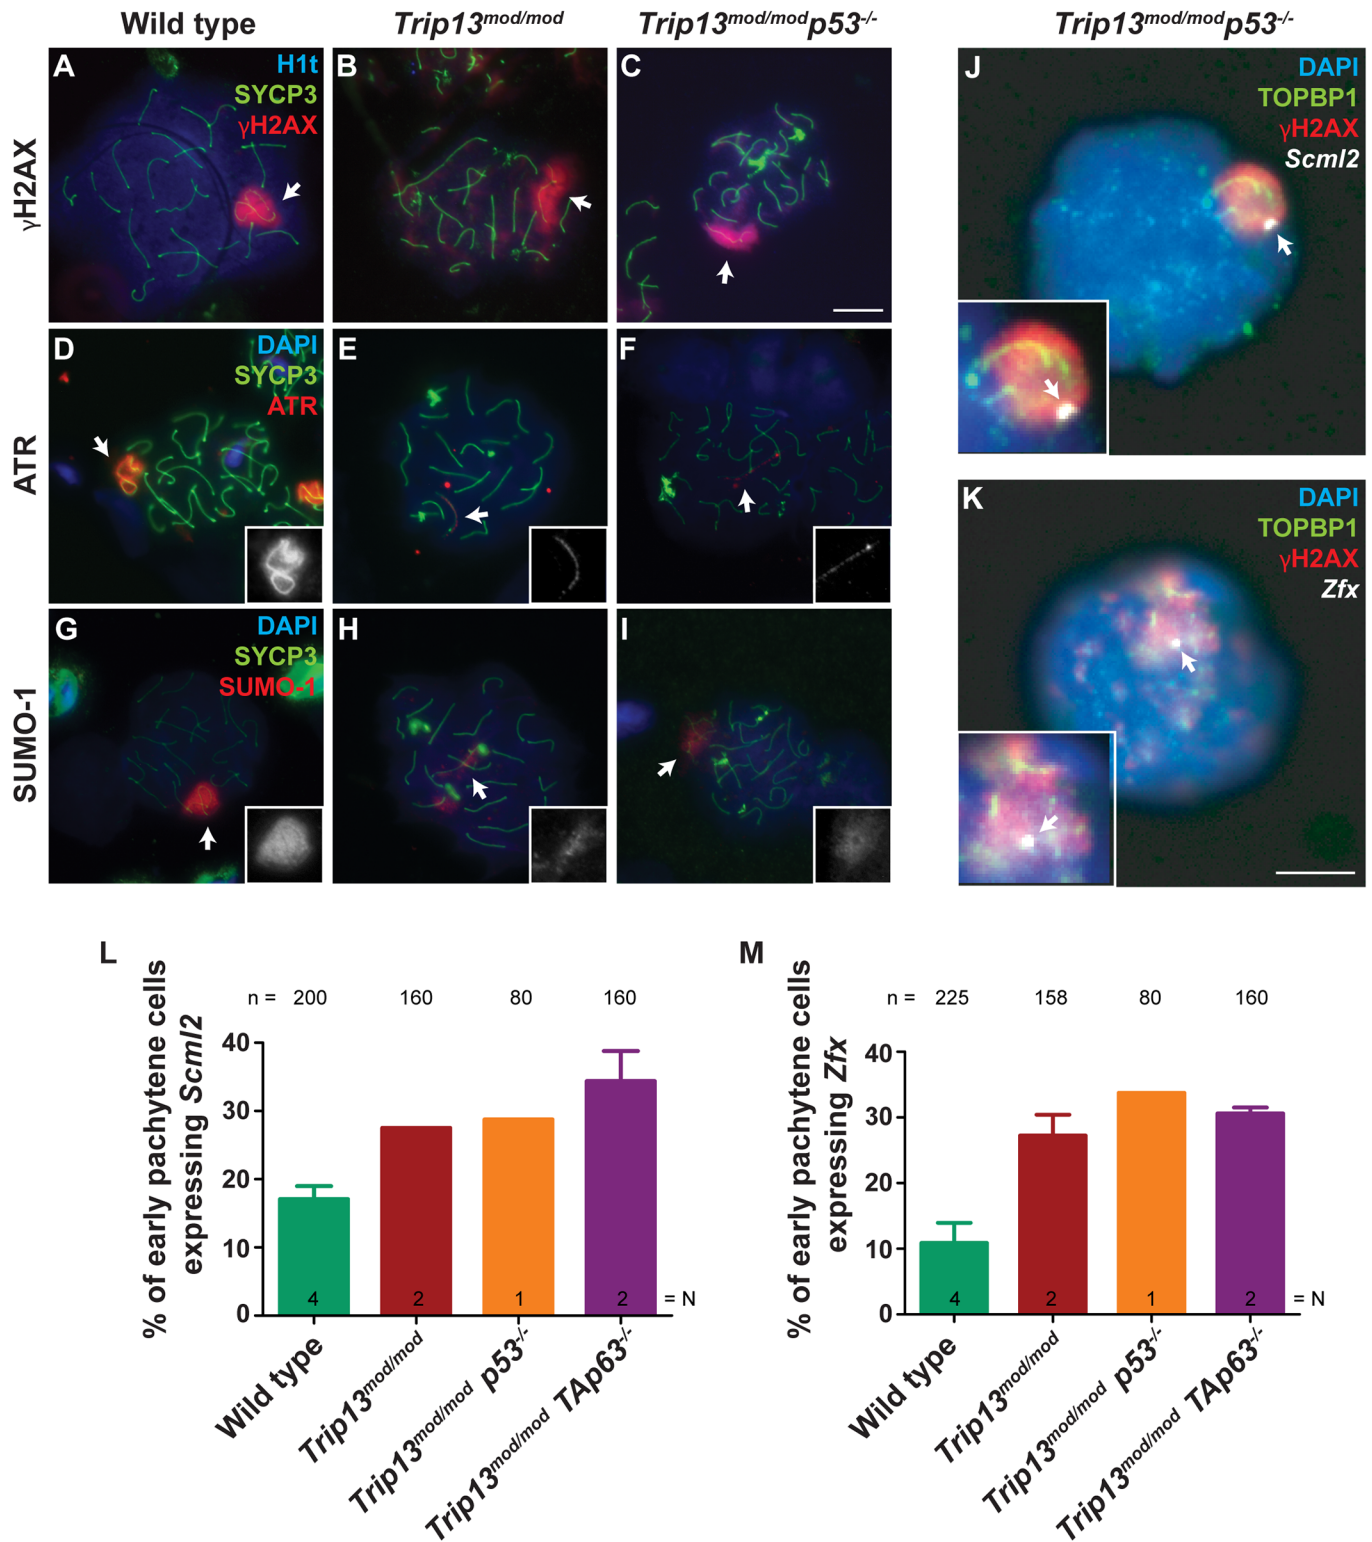 Wild type
Trip13mod/mod
Trip13mod/modp53-/-
Trip13mod/modp53-/-
γH2AX
A
H1t
SYCP3
γH2AX
B
C
ATR
D
DAPI
SYCP3
ATR
E
F
SUMO-1
G
DAPI
SYCP3
SUMO-1
H
I
J
DAPI
TOPBP1
γH2AX
Scml2
K
DAPI
TOPBP1
γH2AX
Zfx
L
% of early pachytene cells
expressing Scml2
n = 200 160 80 160
40
30
20
10
0
4 2 1 2 = N
Wild type
Trip13mod/mod
Trip13mod/mod p53-/-
Trip13mod/mod TAp63-/-
M
% of early pachytene cells
expressing Zfx
n = 225 158 80 160
40
30
20
10
0
4 2 1 2 = N
Wild type
Trip13mod/mod
Trip13mod/mod p53-/-
Trip13mod/mod TAp63-/-